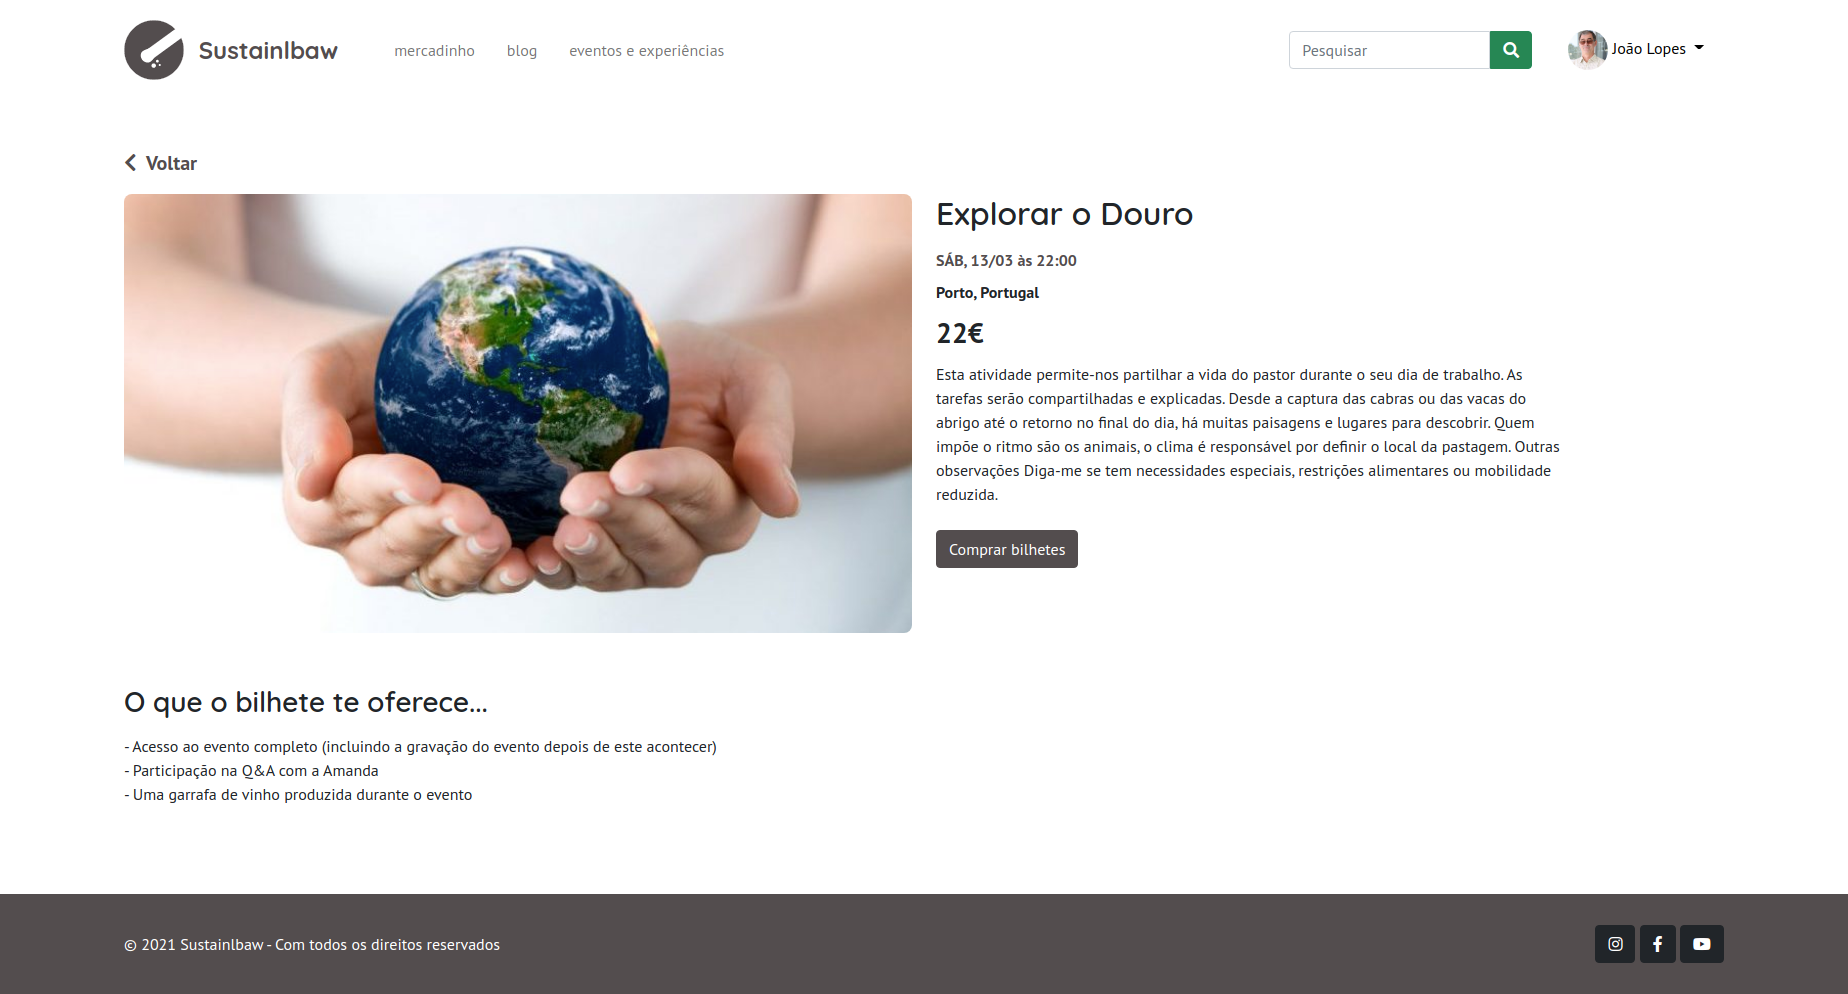 Sustainlbaw
mercadinho
blog
eventos e experiências
Pesquisar
João Lopes
Voltar
Explorar o Douro
SÁB, 13/03 às 22:00
Porto, Portugal
22€
Esta atividade permite-nos partilhar a vida do pastor durante o seu dia de trabalho. As
tarefas serão compartilhadas e explicadas. Desde a captura das cabras ou das vacas do
abrigo até o retorno no final do dia, há muitas paisagens e lugares para descobrir. Quem
impõe o ritmo são os animais, o clima é responsável por definir o local da pastagem. Outras
observações Diga-me se tem necessidades especiais, restrições alimentares ou mobilidade
reduzida.
Comprar bilhetes
O que o bilhete te oferece...
- Acesso ao evento completo (incluindo a gravação do evento depois de este acontecer)
- Participação na Q&A com a Amanda
- Uma garrafa de vinho produzida durante o evento
© 2021 Sustainlbaw - Com todos os direitos reservados